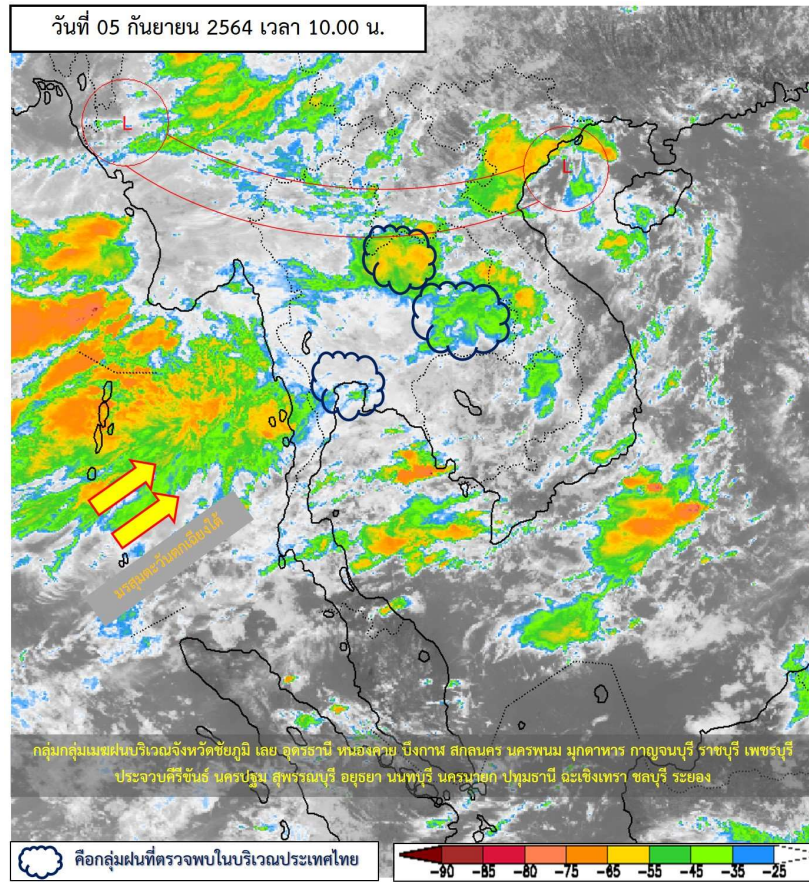 วันที่ 05 กันยายน 2564 เวลา 10.00 น.
L
L
มรสุมตะวันตกเฉียงใต้
กลุ่มกลุ่มเมฆฝนบริเวณจังหวัดชัยภูมิ เลย อุดรธานี หนองคาย บึงกาฬ สกลนคร นครพนม มุกดาหาร กาญจนบุรี ราชบุรี เพชรบุรี
ประจวบคีรีขันธ์ นครปฐม สุพรรณบุรี อยุธยา นนทบุรี นครนายก ปทุมธานี ฉะเชิงเทรา ชลบุรี ระยอง
คือกลุ่มฝนที่ตรวจพบในบริเวณประเทศไทย
-90 -85 -80 -75 -65 -55 -45 -35 -25